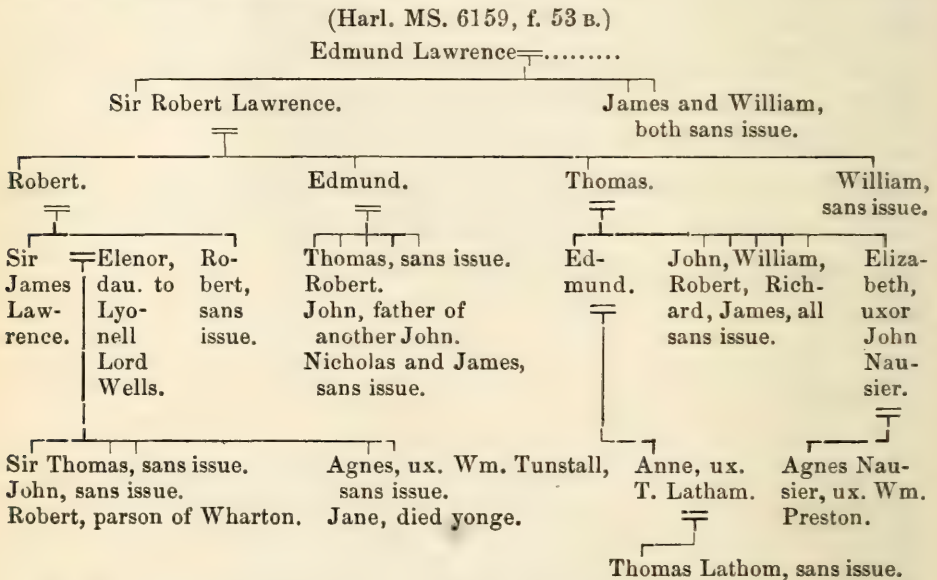 (Harl. MS. 6159, f. 53 B.)
Edmund Lawrence=.........
Sir Robert Lawrence.
James and William,
both sans issue.
Robert.
Edmund.
Thomas.
William,
sans issue.
Sir
James
Law-
rence.
Elenor,
dau. to
Lyo-
nell
Lord
Wells.
Ro-
bert,
sans
issue.
Thomas, sans issue.
Robert.
John, father of
another John.
Nicholas and James,
sans issue.
Ed-
mund.
John, William,
Robert, Rich-
ard, James, all
sans issue.
Eliza-
beth,
uxor
John
Nau-
sier.
Sir Thomas, sans issue.
John, sans issue.
Robert, parson of Wharton.
Agnes, ux. Wm. Tunstall,
sans issue.
Jane, died yonge.
Anne, ux.
T. Latham.
Agnes Nau-
sier, ux. Wm.
Preston.
Thomas Lathom, sans issue.